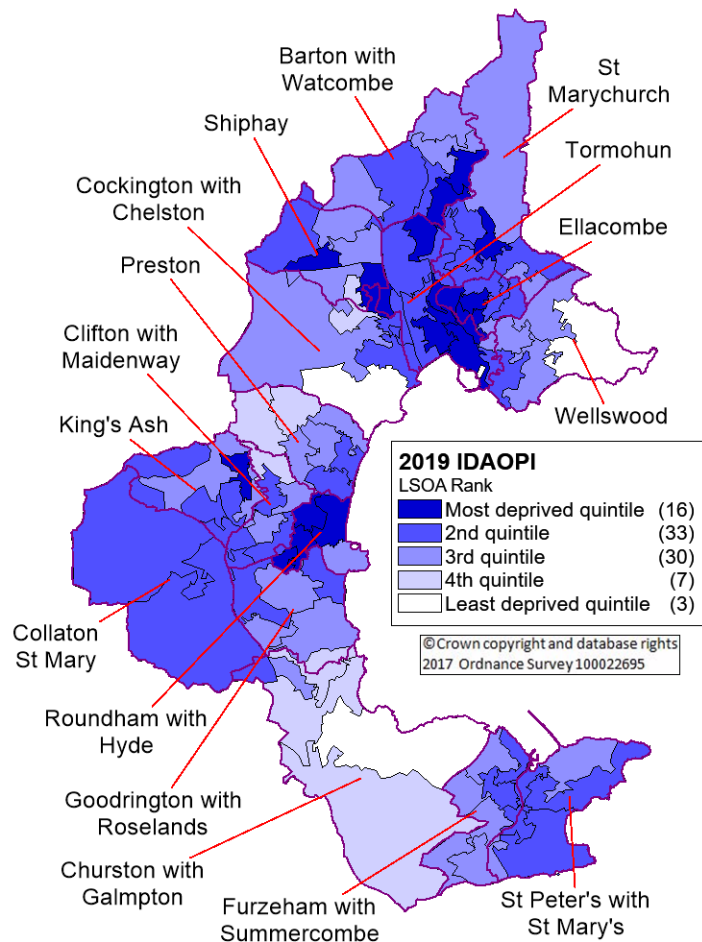 Barton with
Watcombe
St
Marychurch
Shiphay
Tormohun
Cockington with
Chelston
Ellacombe
Preston
Clifton with
Maidenway
Wellswood
King's Ash
2019 IDAOPI
LSOA Rank
Most deprived quintile (16)
2nd quintile (33)
3rd quintile (30)
4th quintile (7)
Least deprived quintile (3)
Collaton
St Mary
©Crown copyright and database rights
2017 Ordnance Survey 100022695
Roundham with
Hyde
Goodrington with
Roselands
Churston with
Galmpton
Furzeham with
Summercombe
St Peter's with
St Mary's